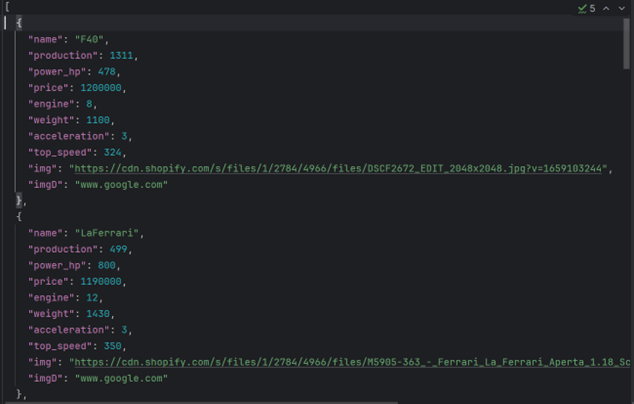 [
5
{
"name": "F40",
"production": 1311,
"power_hp": 478,
"price": 1200000,
"engine": 8,
"weight": 1100,
"acceleration": 3,
"top_speed": 324,
"img": "https://cdn.shopify.com/s/files/1/2784/4966/files/DSCF2672_EDIT_2048x2048.jpg?v=1659103244",
"imgD": "www.google.com"
},
{
"name": "LaFerrari",
"production": 499,
"power_hp": 800,
"price": 1190000,
"engine": 12,
"weight": 1430,
"acceleration": 3,
"top_speed": 350,
"img": "https://cdn.shopify.com/s/files/1/2784/4966/files/M5905-363_-_Ferrari_La_Ferrari_Aperta_1.18_Sc
"imgD": "www.google.com"
},